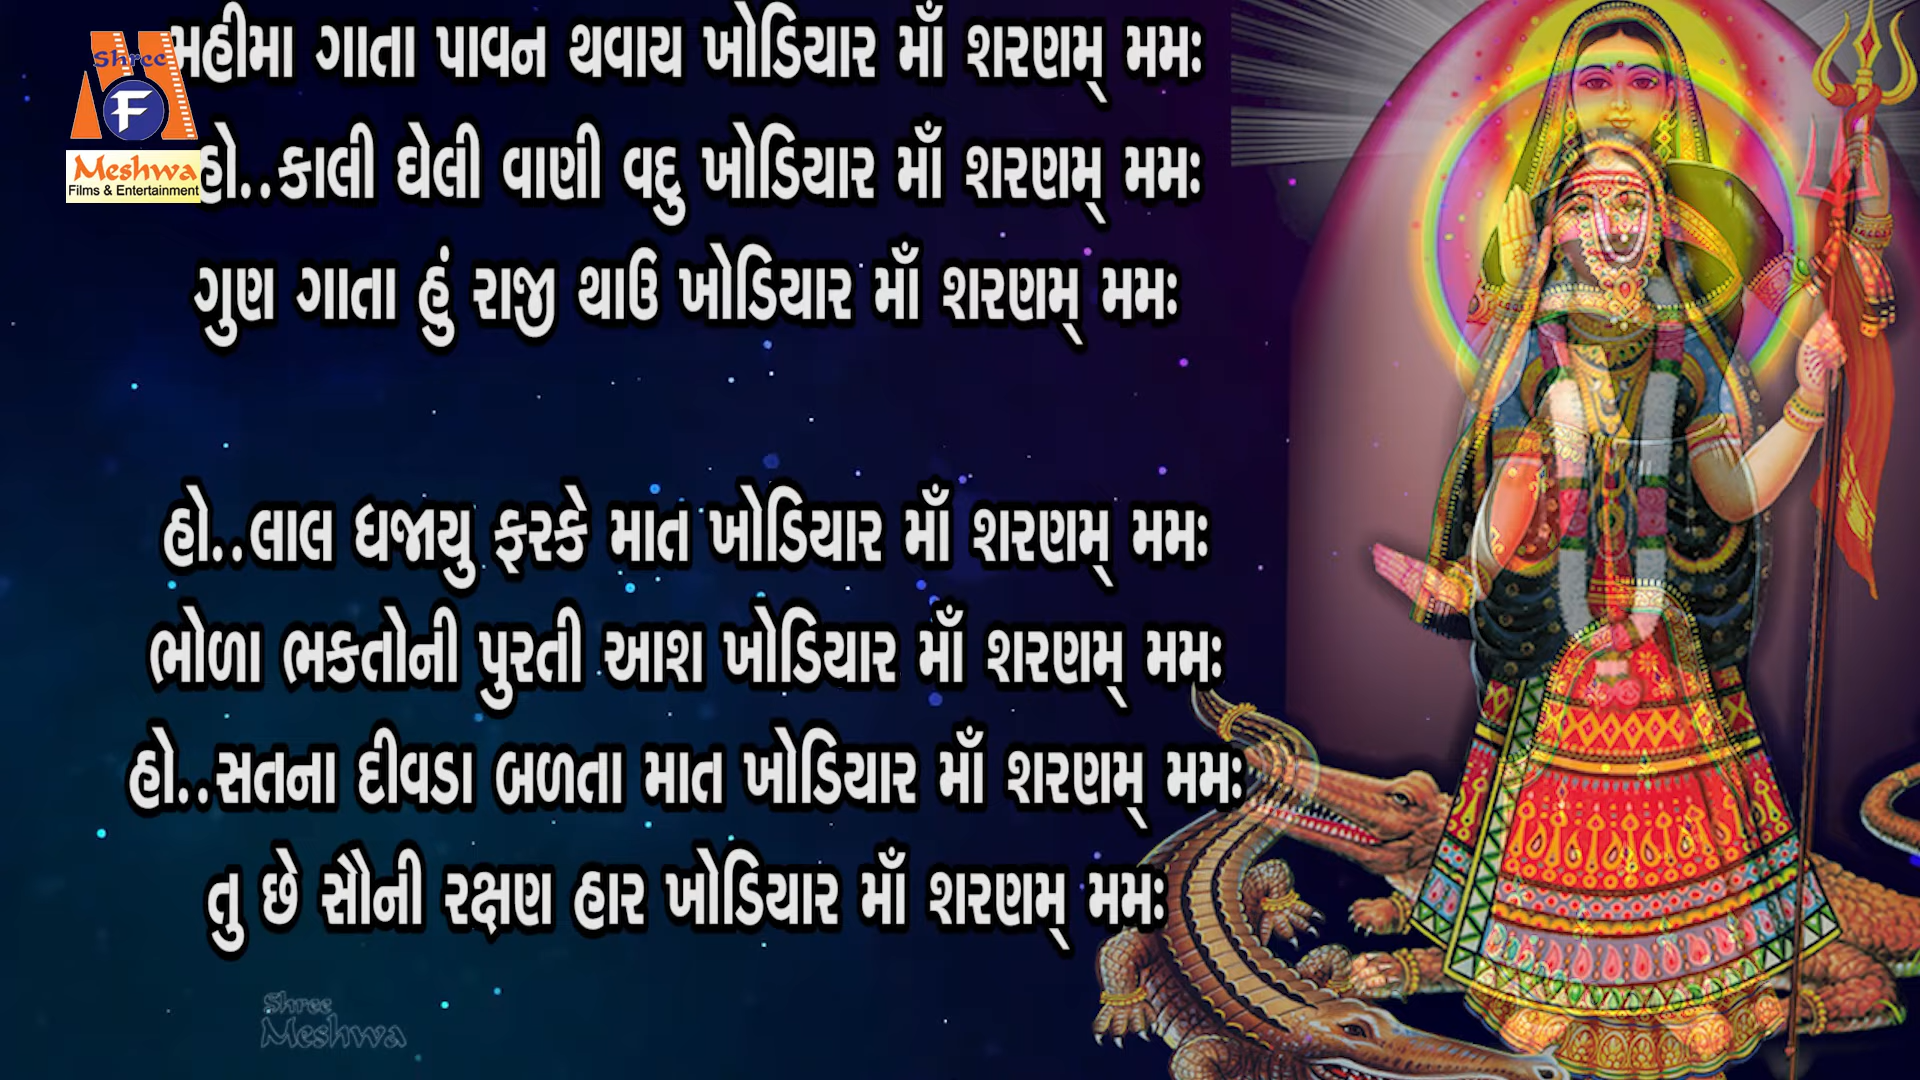 મહીમા ગાતા પાવન થવાય ખોડિયાર માઁ શરણમ્ મમઃ
હો..કાલી ઘેલી વાણી વદુ ખોડિયાર માઁ શરણમ્ મમઃ
ગુણ ગાતા હું રાજી થાઉ ખોડિયાર માઁ શરણમ્ મમઃ
હો..લાલ ધજાયુ ફરકે માત ખોડિયાર માઁ શરણમ્ મમઃ
ભોળા ભકતોની પુરતી આશ ખોડિયાર માઁ શરણમ્ મમઃ
હો..સતના દીવડા બળતા માત ખોડિયાર માઁ શરણમ્ મમઃ
તુ છે સૌની રક્ષણ હાર ખોડિયાર માઁ શરણમ્ મમઃ
Shree
F
Meshwa
Films & Entertainment
Shree
Meshwa